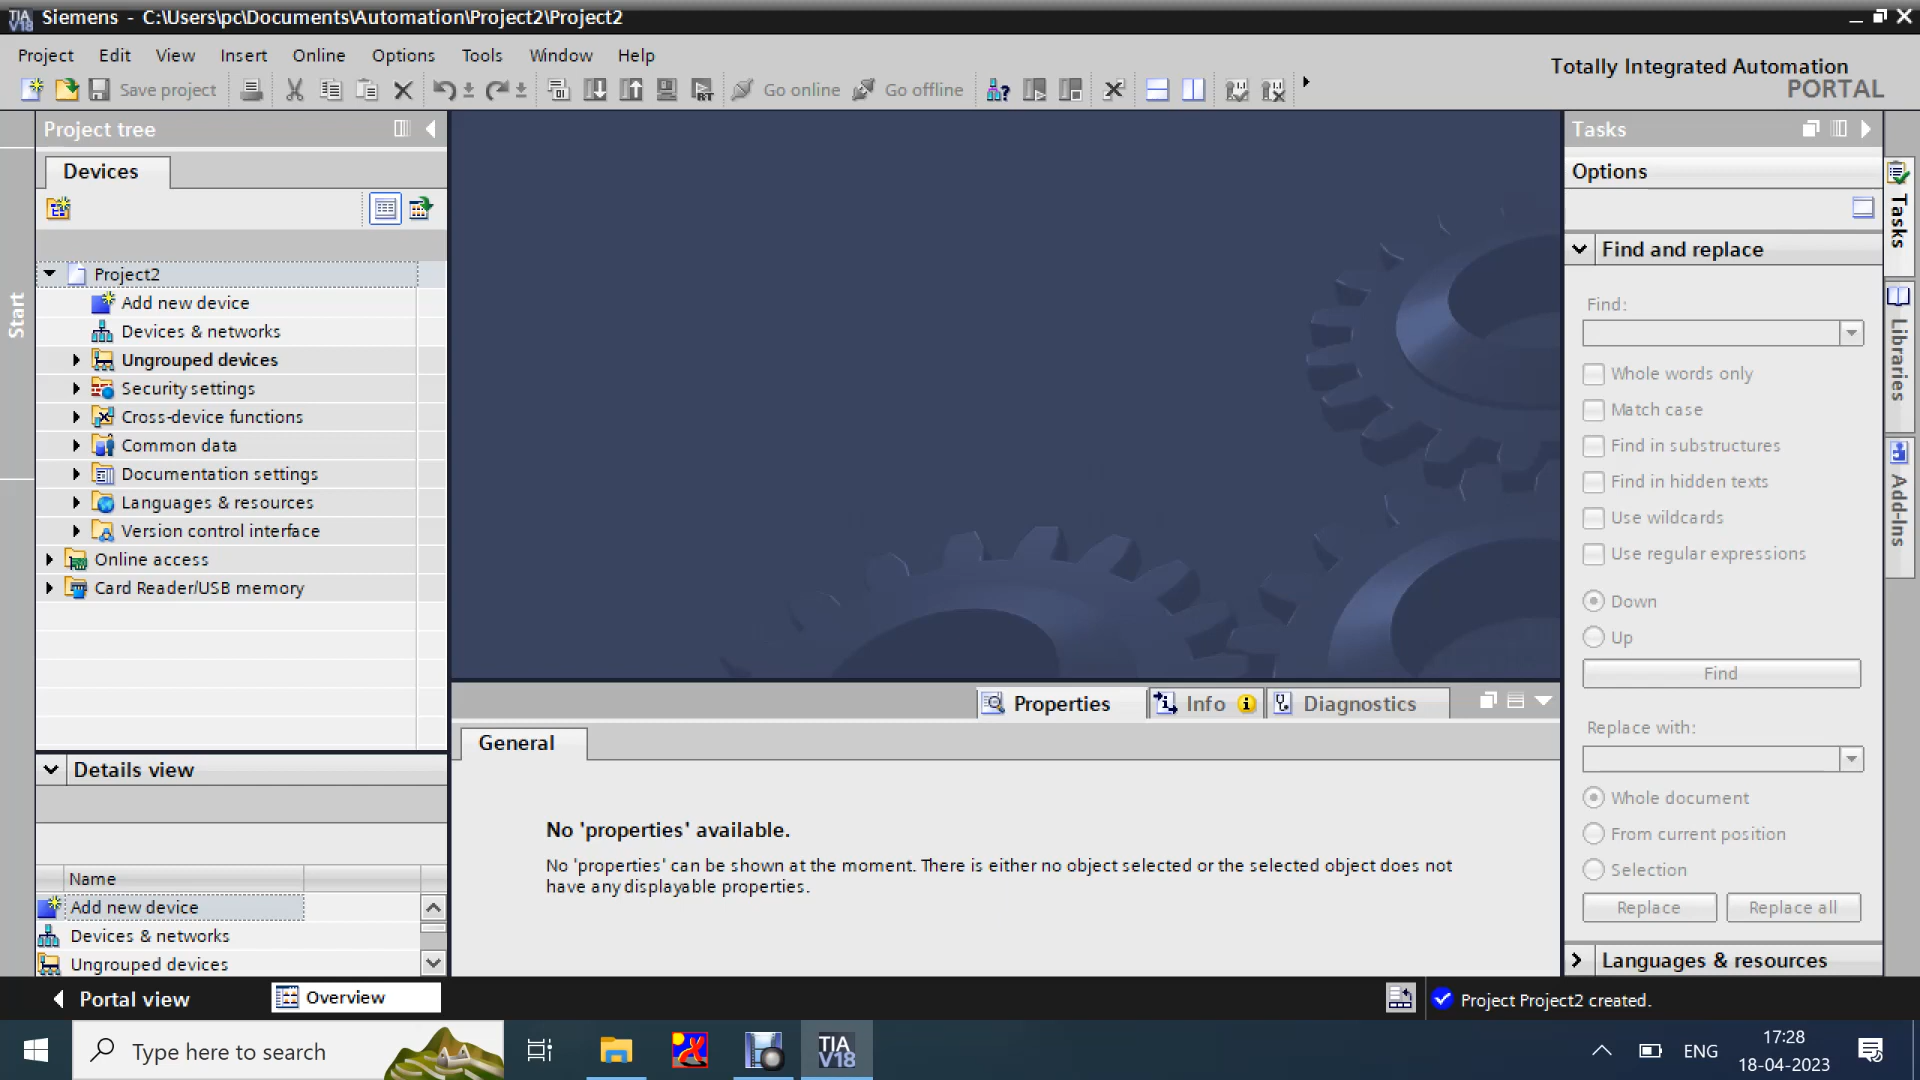 TIA V18 Siemens - C:\Users\pc\Documents\Automation\Project2\Project2
Project Edit View Insert Online Options Tools Window Help
Totally Integrated Automation
PORTAL
Save project Go online Go offline
Project tree
Devices
Start
Project2
Add new device
Devices & networks
Ungrouped devices
Security settings
Cross-device functions
Common data
Documentation settings
Languages & resources
Version control interface
Online access
Card Reader/USB memory
Details view
Name
Add new device
Devices & networks
Ungrouped devices
Properties Info Diagnostics
General
No 'properties' available.
No 'properties' can be shown at the moment. There is either no object selected or the selected object does not
have any displayable properties.
Tasks
Options
Find and replace
Find:
Whole words only
Match case
Find in substructures
Find in hidden texts
Use wildcards
Use regular expressions
Down
Up
Find
Replace with:
Whole document
From current position
Selection
Replace Replace all
Languages & resources
Tasks
Libraries
Add-Ins
Portal view Overview
Project Project2 created.
Type here to search
TIA
V18
ENG
17:28
18-04-2023